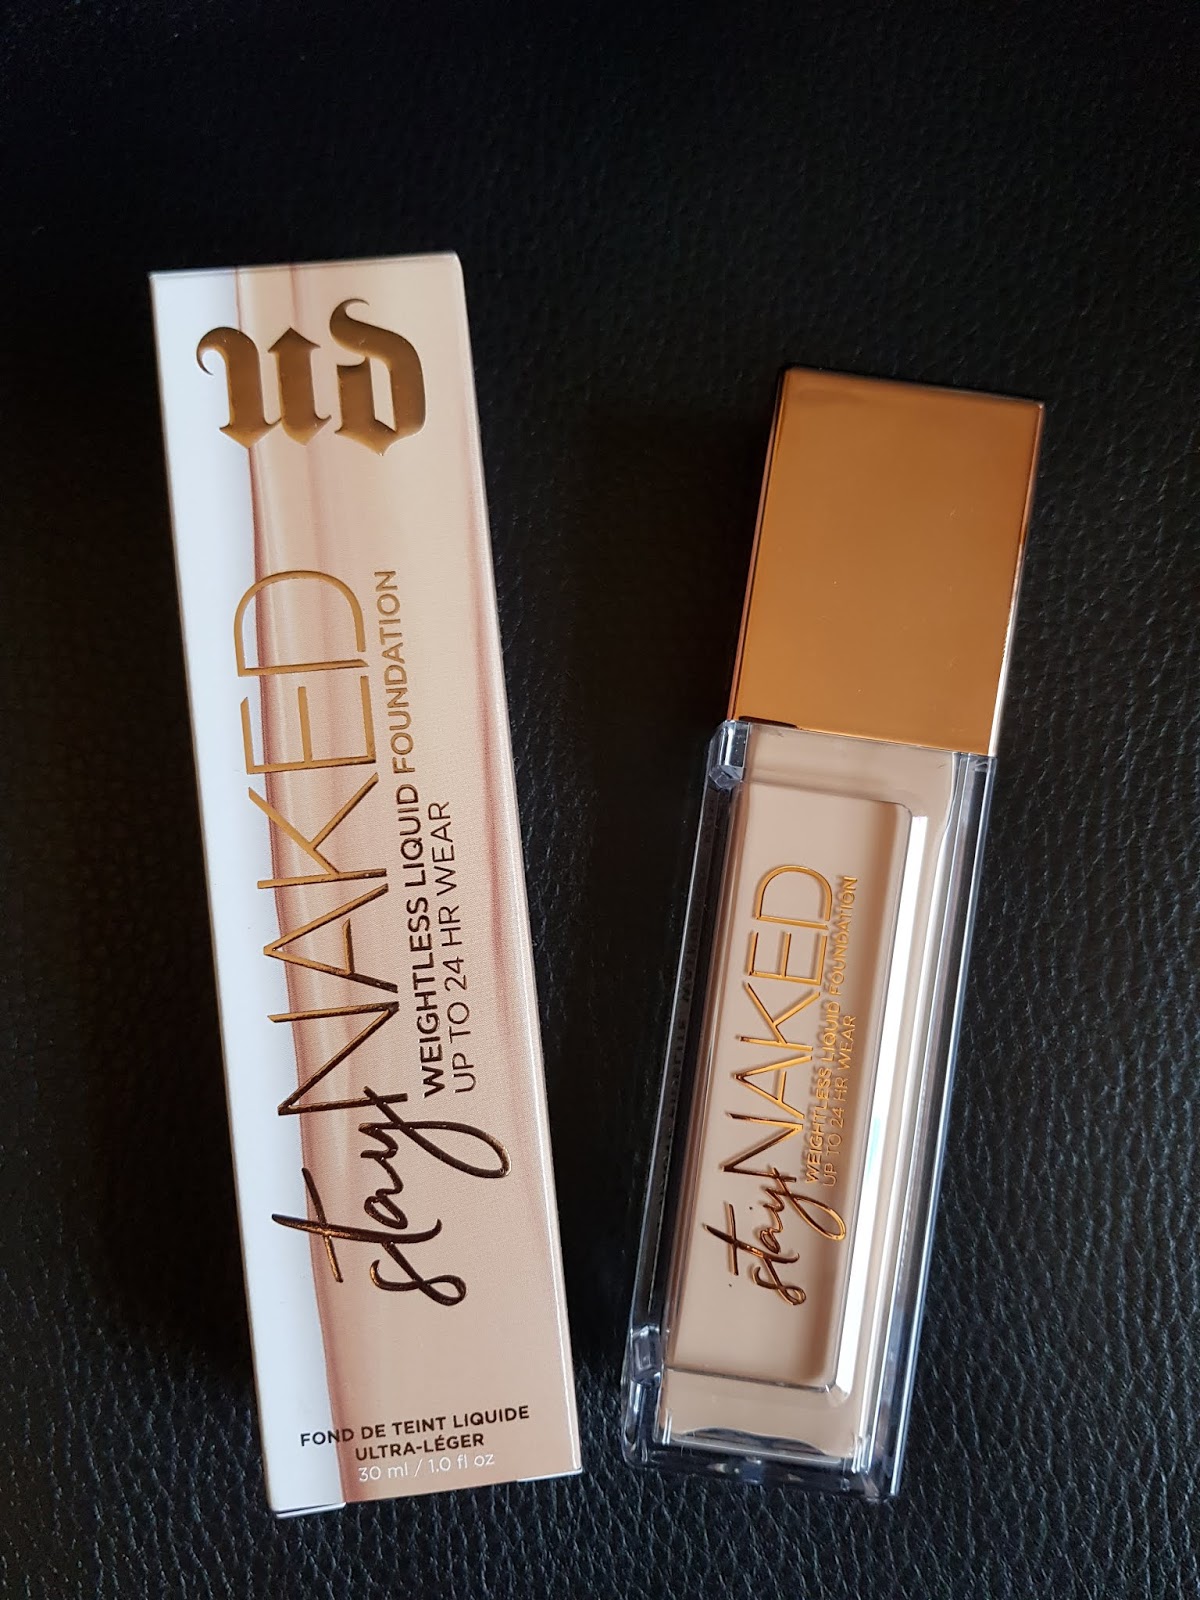 UD
stay NAKED
WEIGHTLESS LIQUID FOUNDATION
UP TO 24 HR WEAR
FOND DE TEINT LIQUIDE
ULTRA-LÉGER
30 ml / 1.0 fl oz
stay NAKED
WEIGHTLESS LIQUID FOUNDATION
UP TO 24 HR WEAR